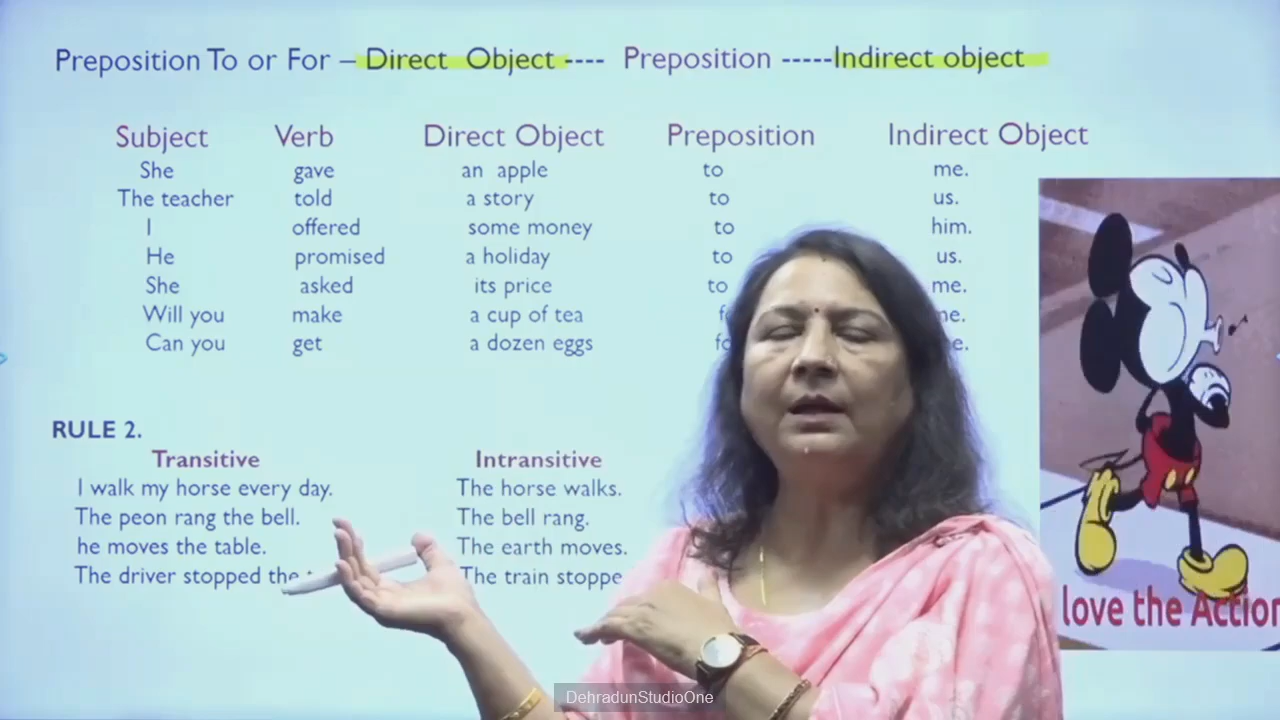 Preposition To or For – Direct Object ---- Preposition -----Indirect object
Subject Verb Direct Object Preposition Indirect Object
She gave an apple to me.
The teacher told a story to us.
I offered some money to him.
He promised a holiday to us.
She asked its price to me.
Will you make a cup of tea
Can you get a dozen eggs
RULE 2.
Transitive Intransitive
I walk my horse every day. The horse walks.
The peon rang the bell. The bell rang.
he moves the table. The earth moves.
The driver stopped the The train stoppe
love the Action
DehradunStudioOne